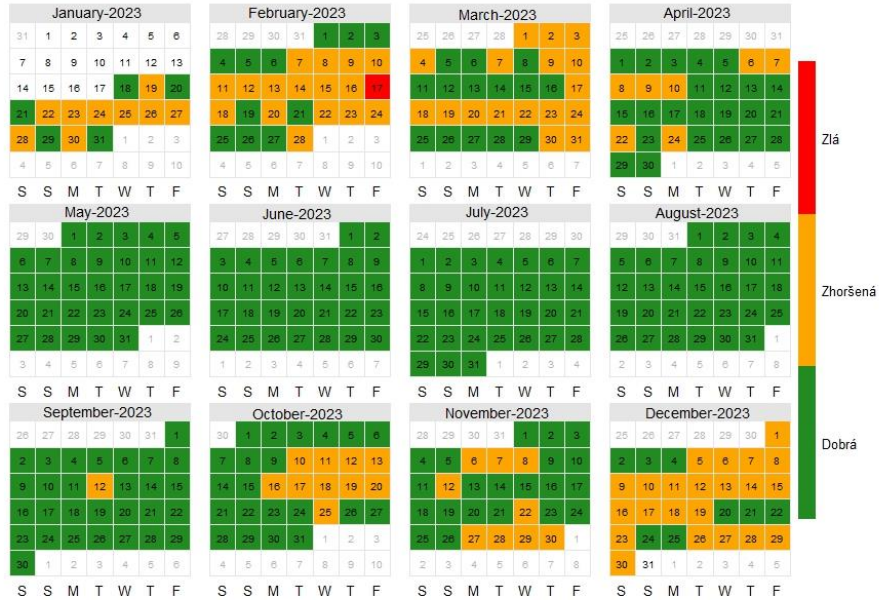 January-2023
31 1 2 3 4 5 6
7 8 9 10 11 12 13
14 15 16 17 18 19 20
21 22 23 24 25 26 27
28 29 30 31 1 2 3
4 5 6 7 8 9 10
S S M T W T F
February-2023
28 29 30 31 1 2 3
4 5 6 7 8 9 10
11 12 13 14 15 16 17
18 19 20 21 22 23 24
25 26 27 28 1 2 3
4 5 6 7 8 9 10
S S M T W T F
March-2023
25 26 27 28 1 2 3
4 5 6 7 8 9 10
11 12 13 14 15 16 17
18 19 20 21 22 23 24
25 26 27 28 29 30 31
1 2 3 4 5 6 7
S S M T W T F
April-2023
25 26 27 28 29 30 31
1 2 3 4 5 6 7
8 9 10 11 12 13 14
15 16 17 18 19 20 21
22 23 24 25 26 27 28
29 30 1 2 3 4 5
S S M T W T F
May-2023
29 30 1 2 3 4 5
6 7 8 9 10 11 12
13 14 15 16 17 18 19
20 21 22 23 24 25 26
27 28 29 30 31 1 2
3 4 5 6 7 8 9
S S M T W T F
June-2023
27 28 29 30 31 1 2
3 4 5 6 7 8 9
10 11 12 13 14 15 16
17 18 19 20 21 22 23
24 25 26 27 28 29 30
1 2 3 4 5 6 7
S S M T W T F
July-2023
24 25 26 27 28 29 30
1 2 3 4 5 6 7
8 9 10 11 12 13 14
15 16 17 18 19 20 21
22 23 24 25 26 27 28
29 30 31 1 2 3 4
S S M T W T F
August-2023
29 30 31 1 2 3 4
5 6 7 8 9 10 11
12 13 14 15 16 17 18
19 20 21 22 23 24 25
26 27 28 29 30 31 1
2 3 4 5 6 7 8
S S M T W T F
September-2023
26 27 28 29 30 31 1
2 3 4 5 6 7 8
9 10 11 12 13 14 15
16 17 18 19 20 21 22
23 24 25 26 27 28 29
30 1 2 3 4 5 6
S S M T W T F
October-2023
30 1 2 3 4 5 6
7 8 9 10 11 12 13
14 15 16 17 18 19 20
21 22 23 24 25 26 27
28 29 30 31 1 2 3
4 5 6 7 8 9 10
S S M T W T F
November-2023
28 29 30 31 1 2 3
4 5 6 7 8 9 10
11 12 13 14 15 16 17
18 19 20 21 22 23 24
25 26 27 28 29 30 1
2 3 4 5 6 7 8
S S M T W T F
December-2023
25 26 27 28 29 30 1
2 3 4 5 6 7 8
9 10 11 12 13 14 15
16 17 18 19 20 21 22
23 24 25 26 27 28 29
30 31 1 2 3 4 5
S S M T W T F
Zlá
Zhoršená
Dobrá